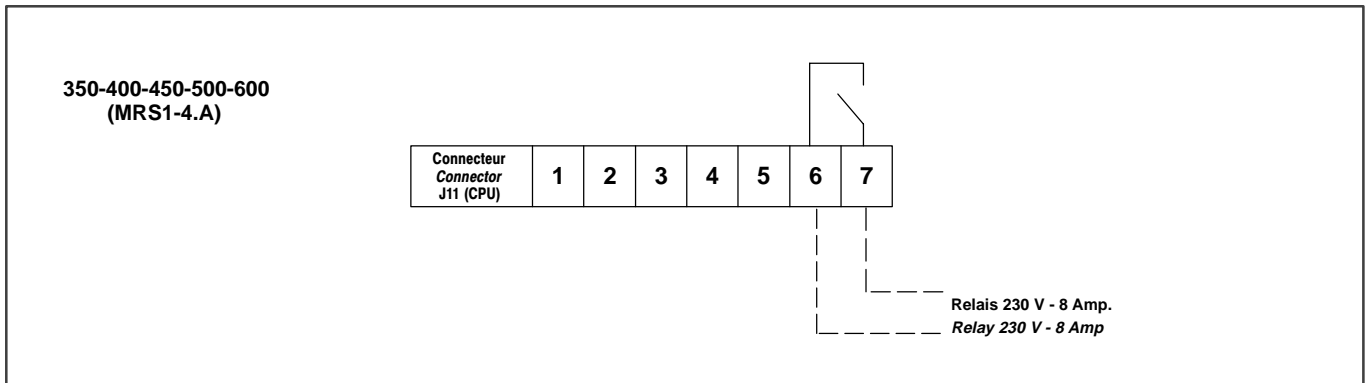 350-400-450-500-600
(MRS1-4.A)
Connecteur
Connector
J11 (CPU)
1 2 3 4 5 6 7
Relais 230 V - 8 Amp.
Relay 230 V - 8 Amp